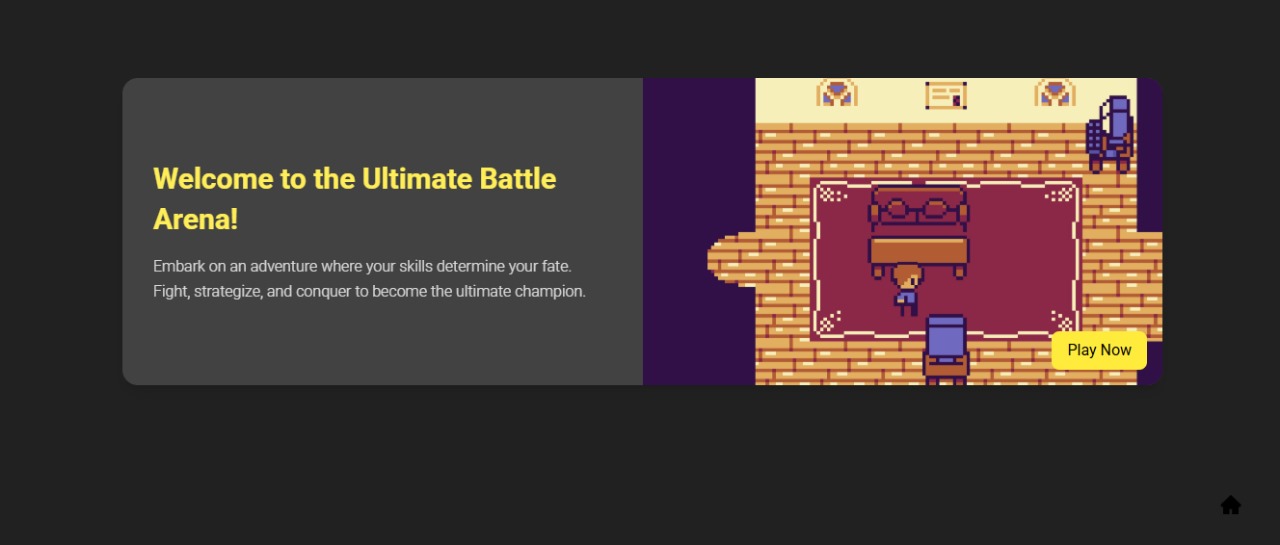 Welcome to the Ultimate Battle
Arena!
Embark on an adventure where your skills determine your fate.
Fight, strategize, and conquer to become the ultimate champion.
Play Now